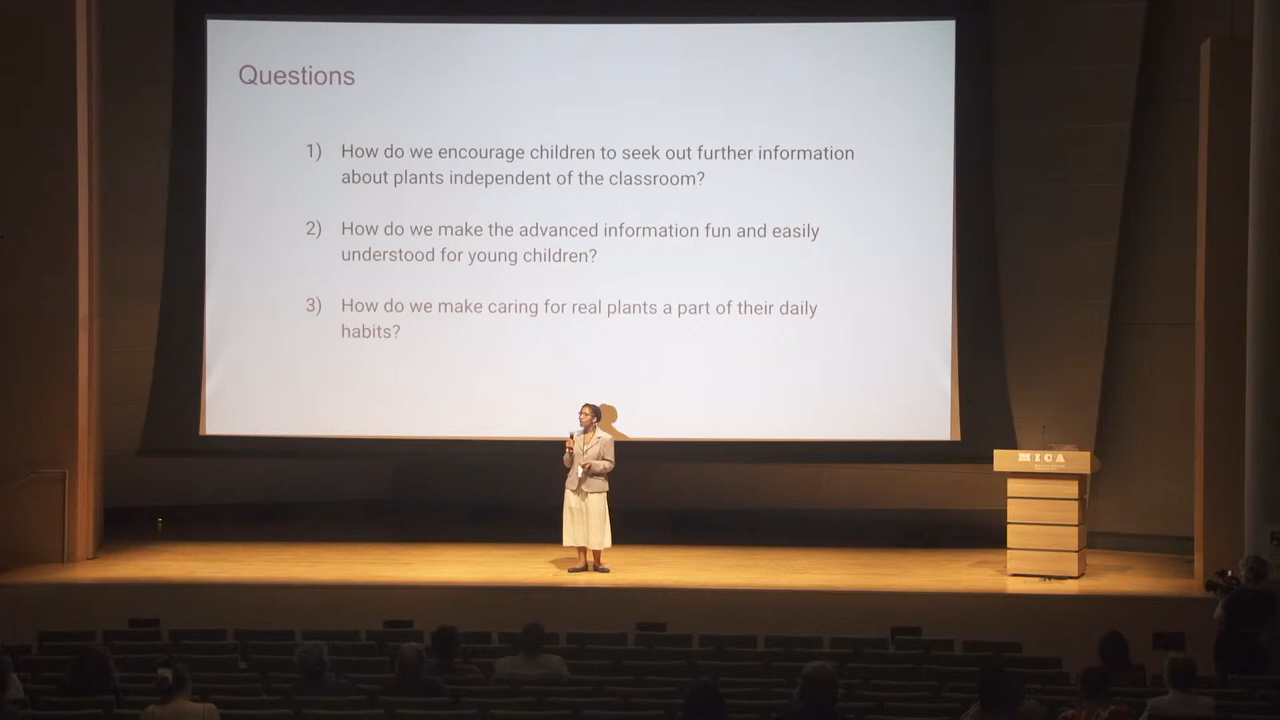 Questions
1) How do we encourage children to seek out further information
about plants independent of the classroom?
2) How do we make the advanced information fun and easily
understood for young children?
3) How do we make caring for real plants a part of their daily
habits?
MICA